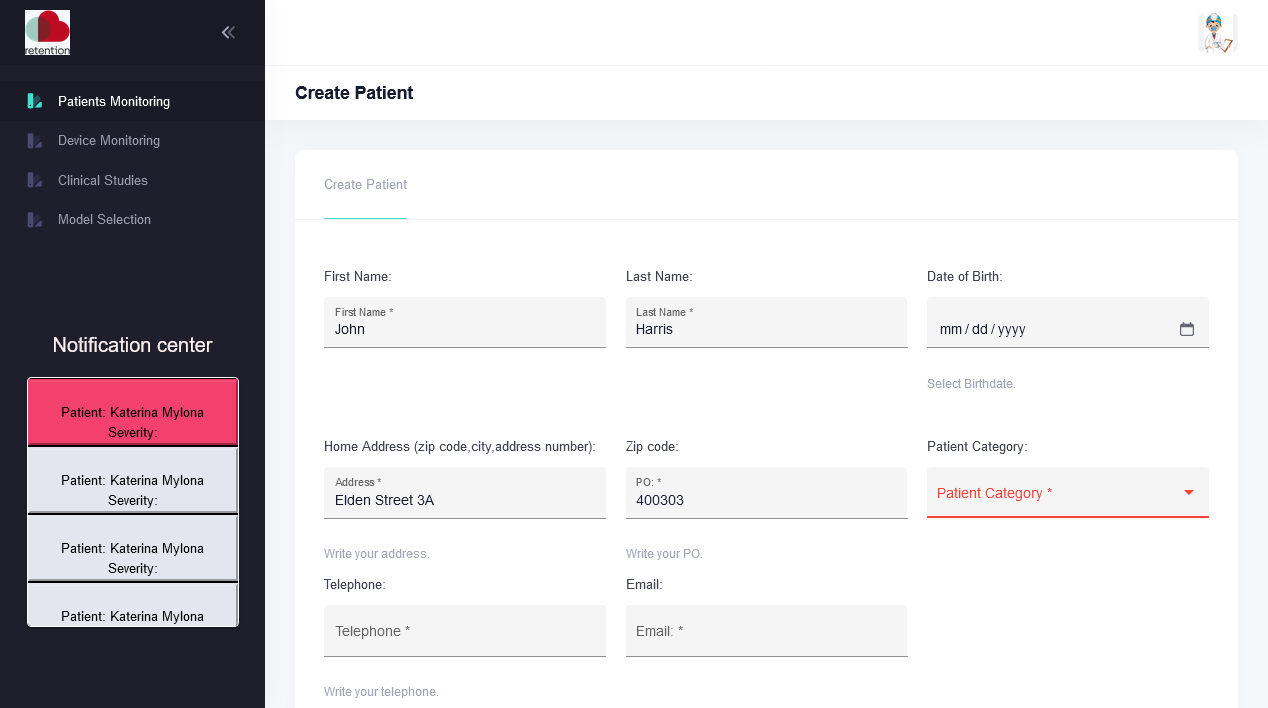 retention
Patients Monitoring
Device Monitoring
Clinical Studies
Model Selection
Notification center
Patient: Katerina Mylona
Severity:
Patient: Katerina Mylona
Severity:
Patient: Katerina Mylona
Severity:
Patient: Katerina Mylona
Create Patient
Create Patient
First Name:
Last Name:
Date of Birth:
First Name *
John
Last Name *
Harris
mm / dd / yyyy
Select Birthdate.
Home Address (zip code,city,address number):
Zip code:
Patient Category:
Address *
Elden Street 3A
PO: *
400303
Patient Category *
Write your address.
Write your PO.
Telephone:
Email:
Telephone *
Email: *
Write your telephone.